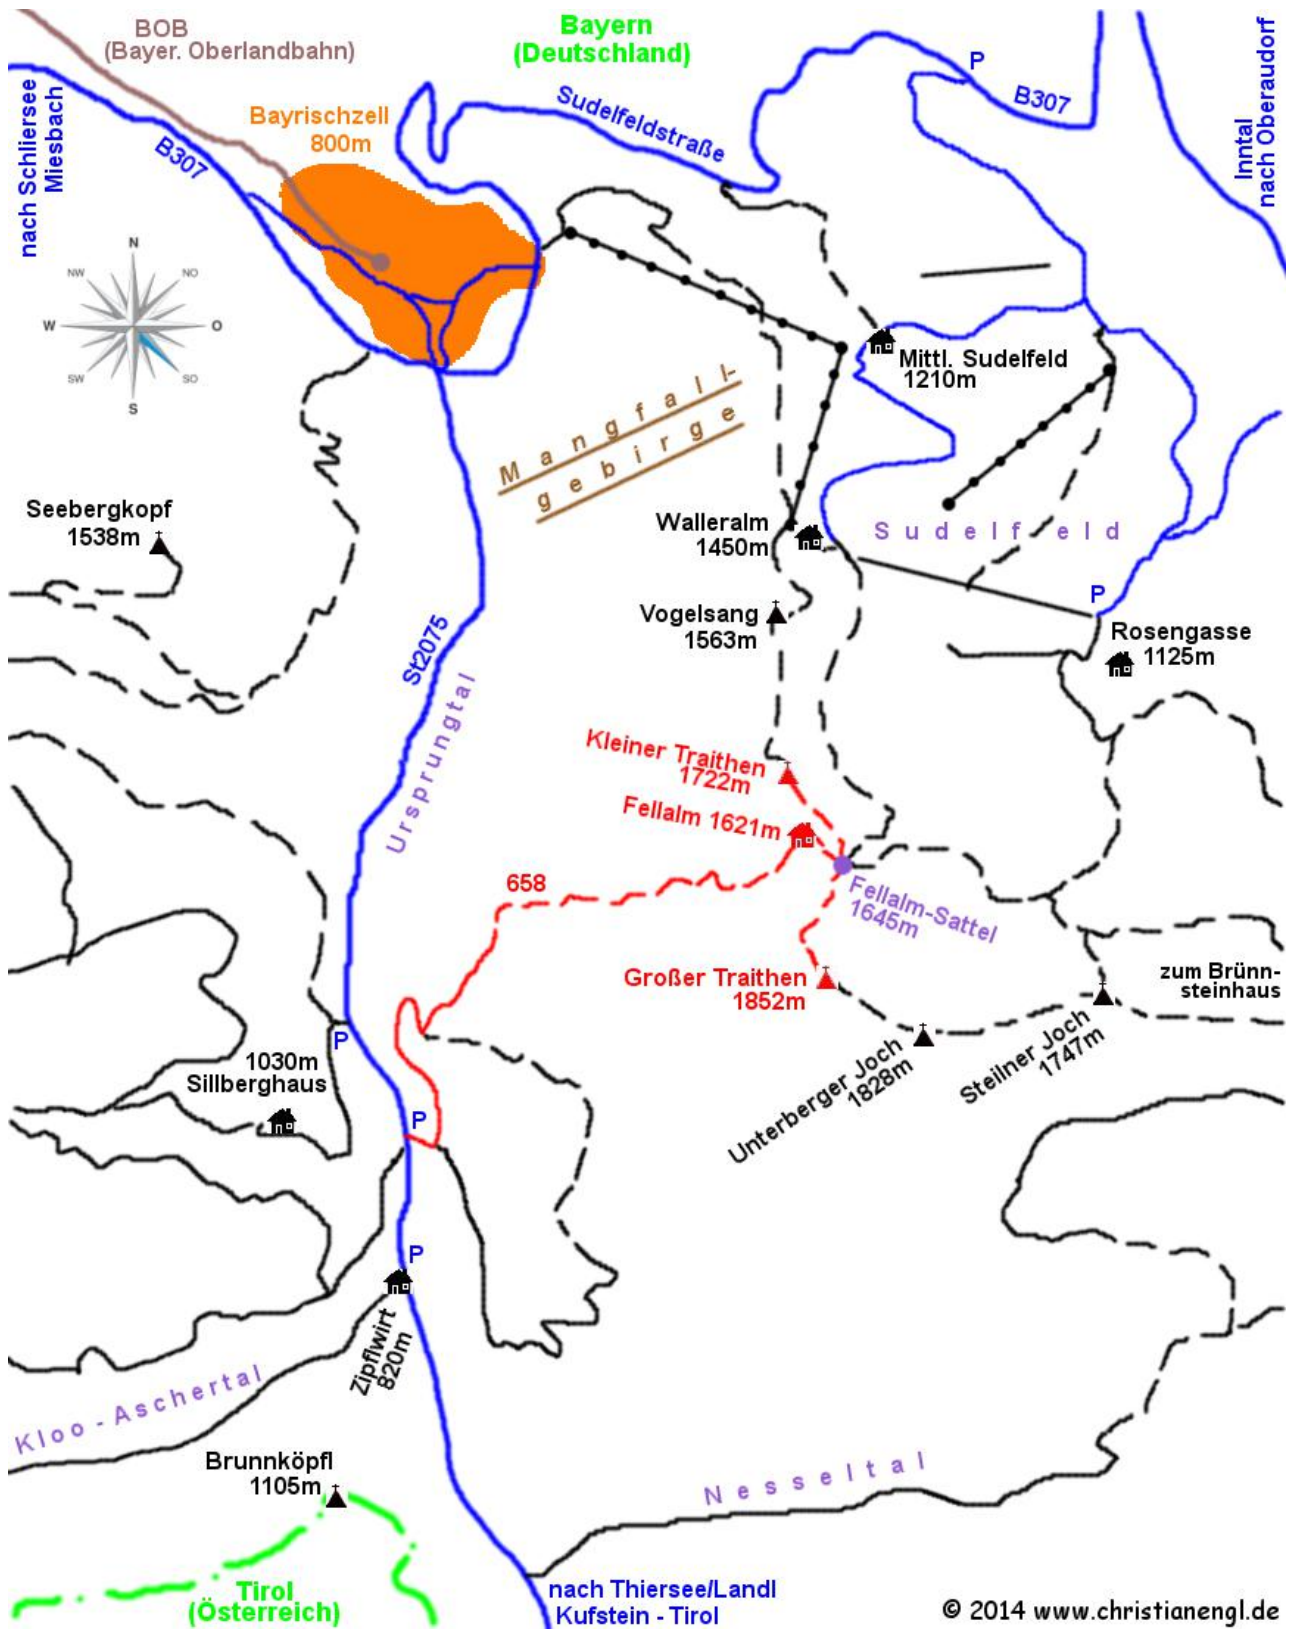 BOB
(Bayer. Oberlandbahn)
Bayern
(Deutschland)
nach Schliersee
Miesbach
B307
Bayrischzell
800m
Sudelfeldstraße
P
B307
Inntal
nach Oberaudorf
N
NW
NO
W
O
SW
SO
S
Mangfall-
gebirge
Mittl. Sudelfeld
1210m
Seebergkopf
1538m
Walleralm
1450m
Sudelfeld
Vogelsang
1563m
P
Rosengasse
1125m
St2075
Ursprungtal
Kleiner Traithen
1722m
Fellalm 1621m
658
Fellalm-Sattel
1645m
Großer Traithen
1852m
zum Brünn-
steinhaus
Unterberger Joch
1828m
Steilner Joch
1747m
P
1030m
Sillberghaus
P
P
Zipflwirt
820m
Kloo-Aschertal
Brunnköpfl
1105m
Nesseltal
Tirol
(Österreich)
nach Thiersee/Landl
Kufstein - Tirol
© 2014 www.christianengl.de